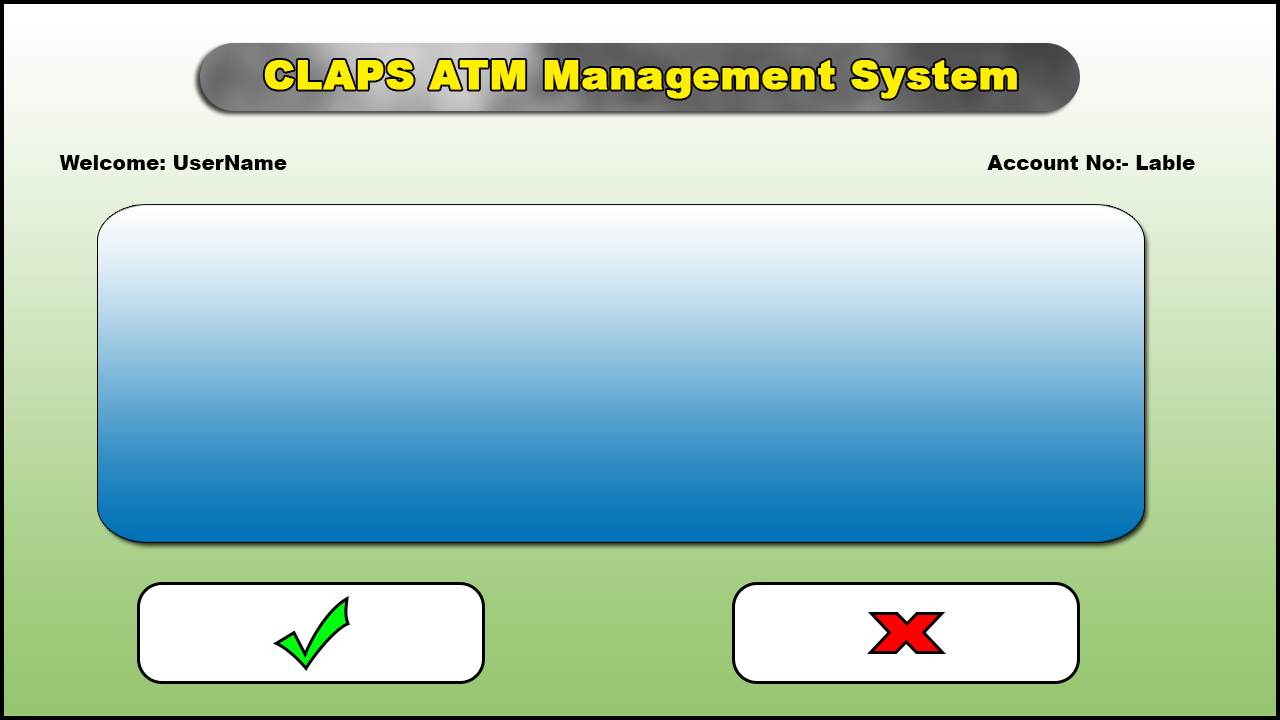 CLAPS ATM Management System
Welcome: UserName
Account No:- Lable